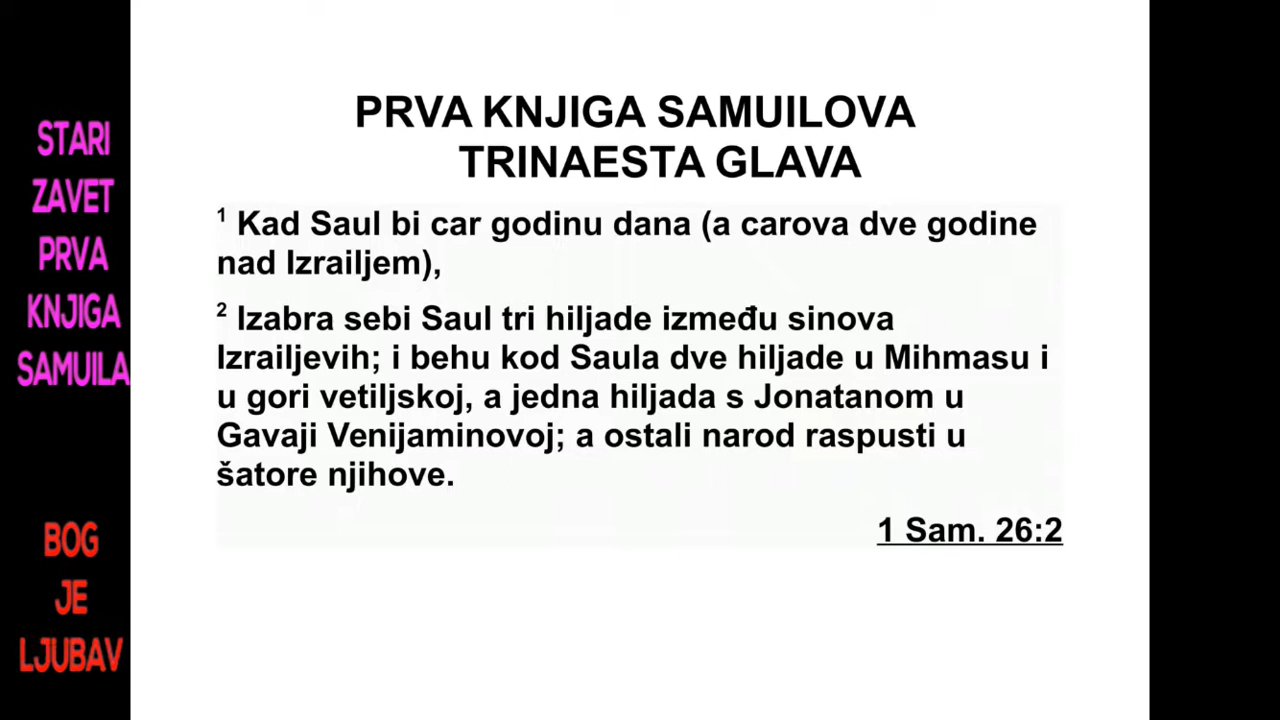 STARI
ZAVET
PRVA
KNJIGA
SAMUILA
BOG
JE
LJUBAV
PRVA KNJIGA SAMUILOVA
TRINAESTA GLAVA
1 Kad Saul bi car godinu dana (a carova dve godine
nad Izrailjem),
2 Izabra sebi Saul tri hiljade između sinova
Izrailjevih; i behu kod Saula dve hiljade u Mihmasu i
u gori vetiljskoj, a jedna hiljada s Jonatanom u
Gavaji Venijaminovoj; a ostali narod raspusti u
šatore njihove.
1 Sam. 26:2